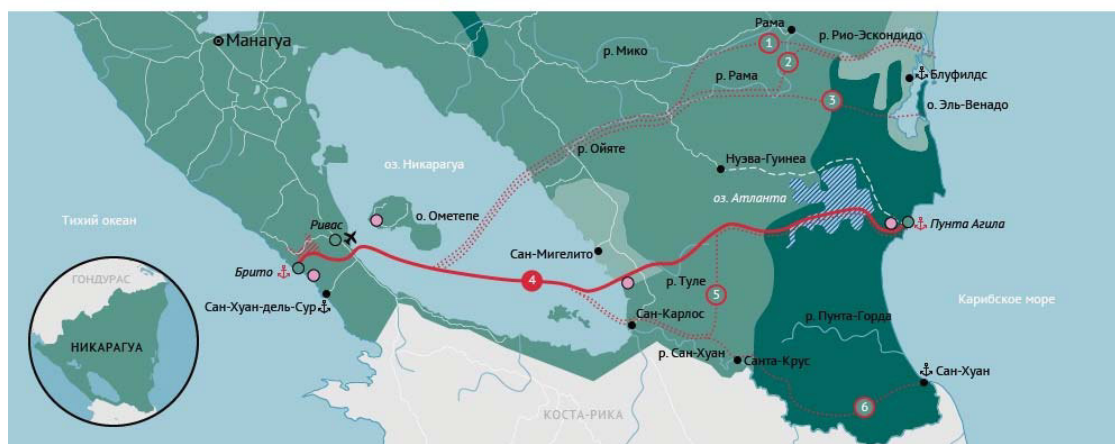 Рама
р. Рио-Эскондидо
Манагуа
1
р. Мико
2
р. Рама
Блуфилдс
3
о. Эль-Венадо
р. Ойяте
оз. Никарагуа
Нуэва-Гуинеа
оз. Атланта
Тихий океан
о. Ометепе
Ривас
Пунта Агила
Сан-Мигелито
Брито
4
р. Туле
5
Карибское море
ГОНДУРАС
Сан-Хуан-дель-Сур
Сан-Карлос
р. Пунта-Горда
НИКАРАГУА
р. Сан-Хуан
Санта-Крус
Сан-Хуан
6
КОСТА-РИКА